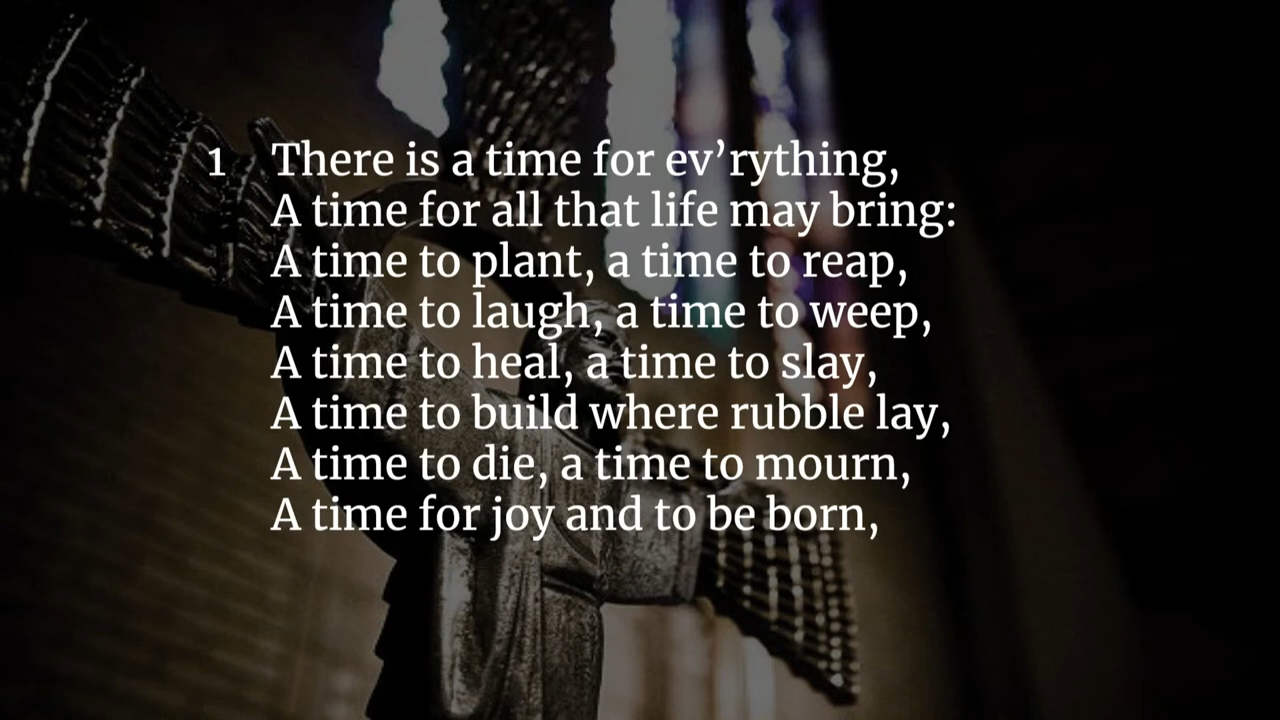 1 There is a time for ev’rything,
A time for all that life may bring:
A time to plant, a time to reap,
A time to laugh, a time to weep,
A time to heal, a time to slay,
A time to build where rubble lay,
A time to die, a time to mourn,
A time for joy and to be born,